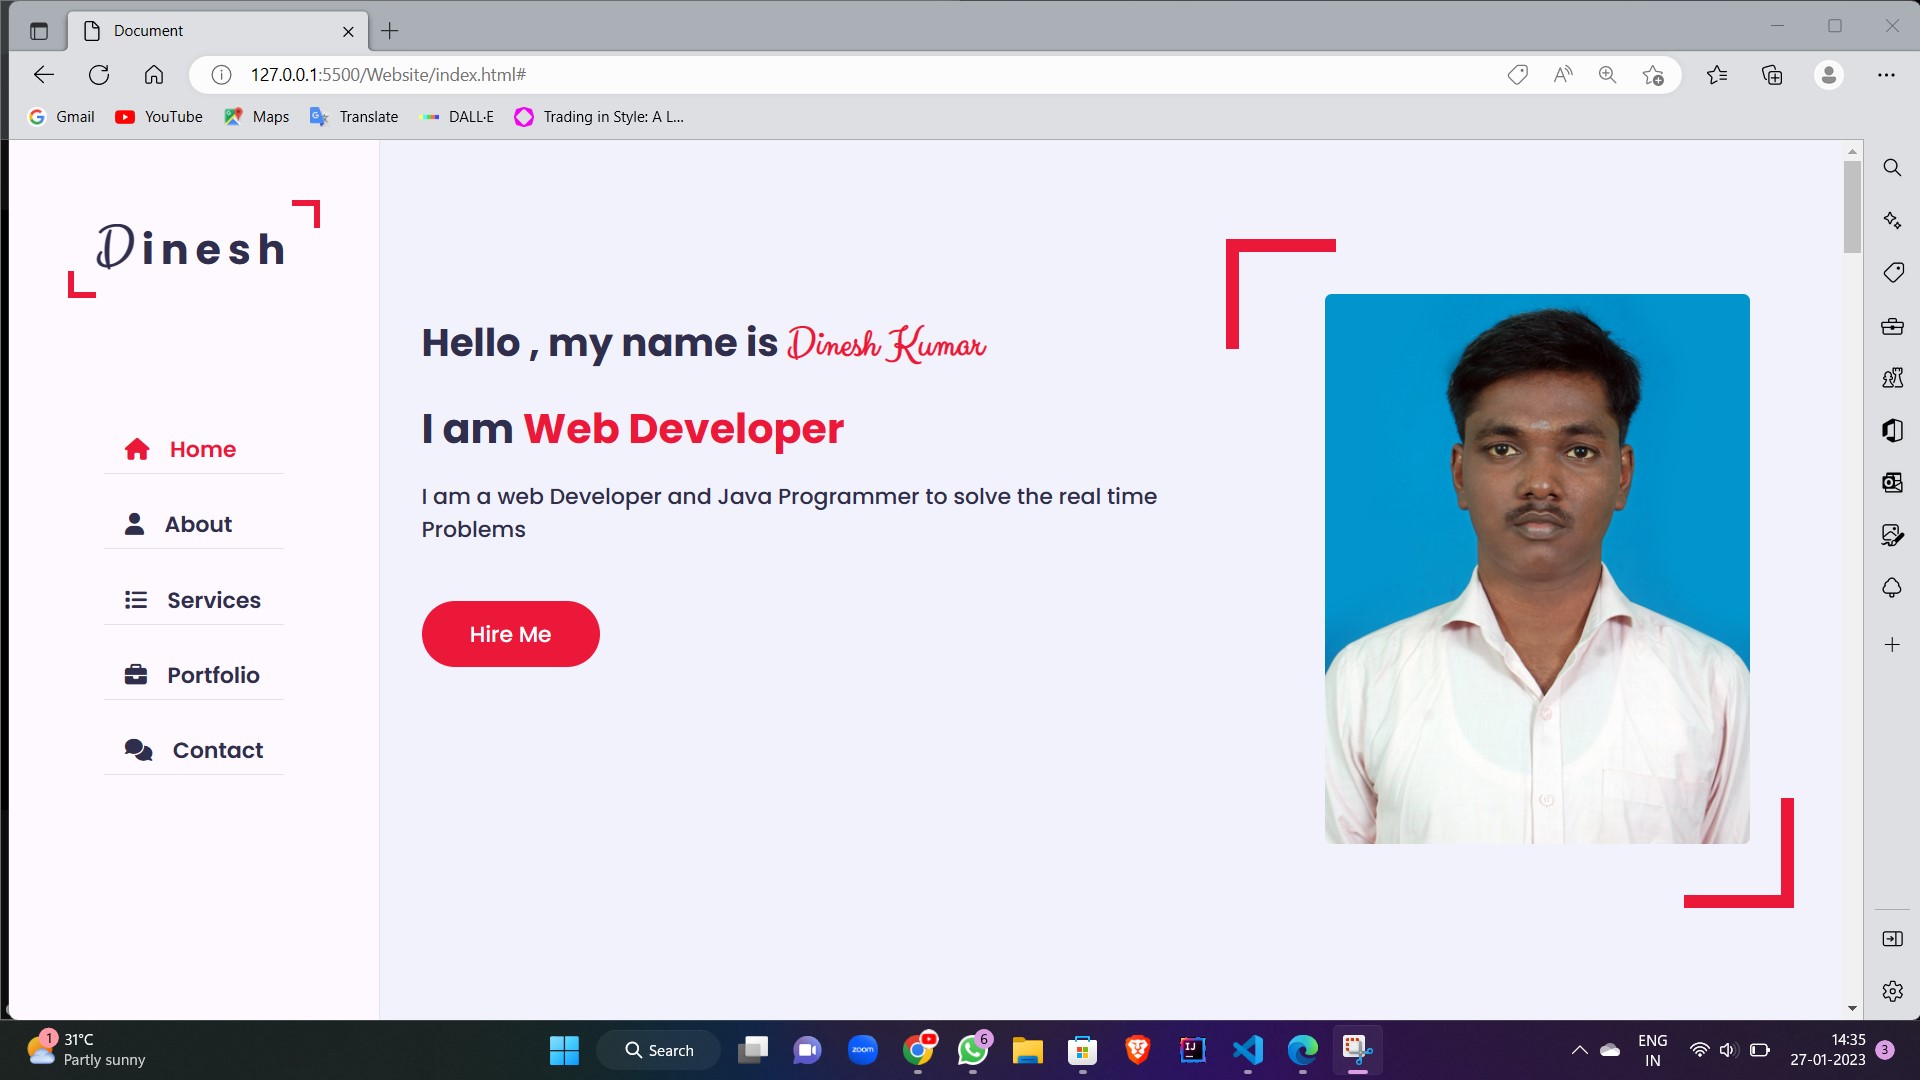 Document
127.0.0.1:5500/Website/index.html#
Gmail YouTube Maps Translate DALL·E Trading in Style: A L...
Dinesh
Home
About
Services
Portfolio
Contact
Hello , my name is Dinesh Kumar
I am Web Developer
I am a web Developer and Java Programmer to solve the real time
Problems
Hire Me
1
31°C
Partly sunny
Search
zoom
6
IJ
ENG
IN
14:35
27-01-2023
3